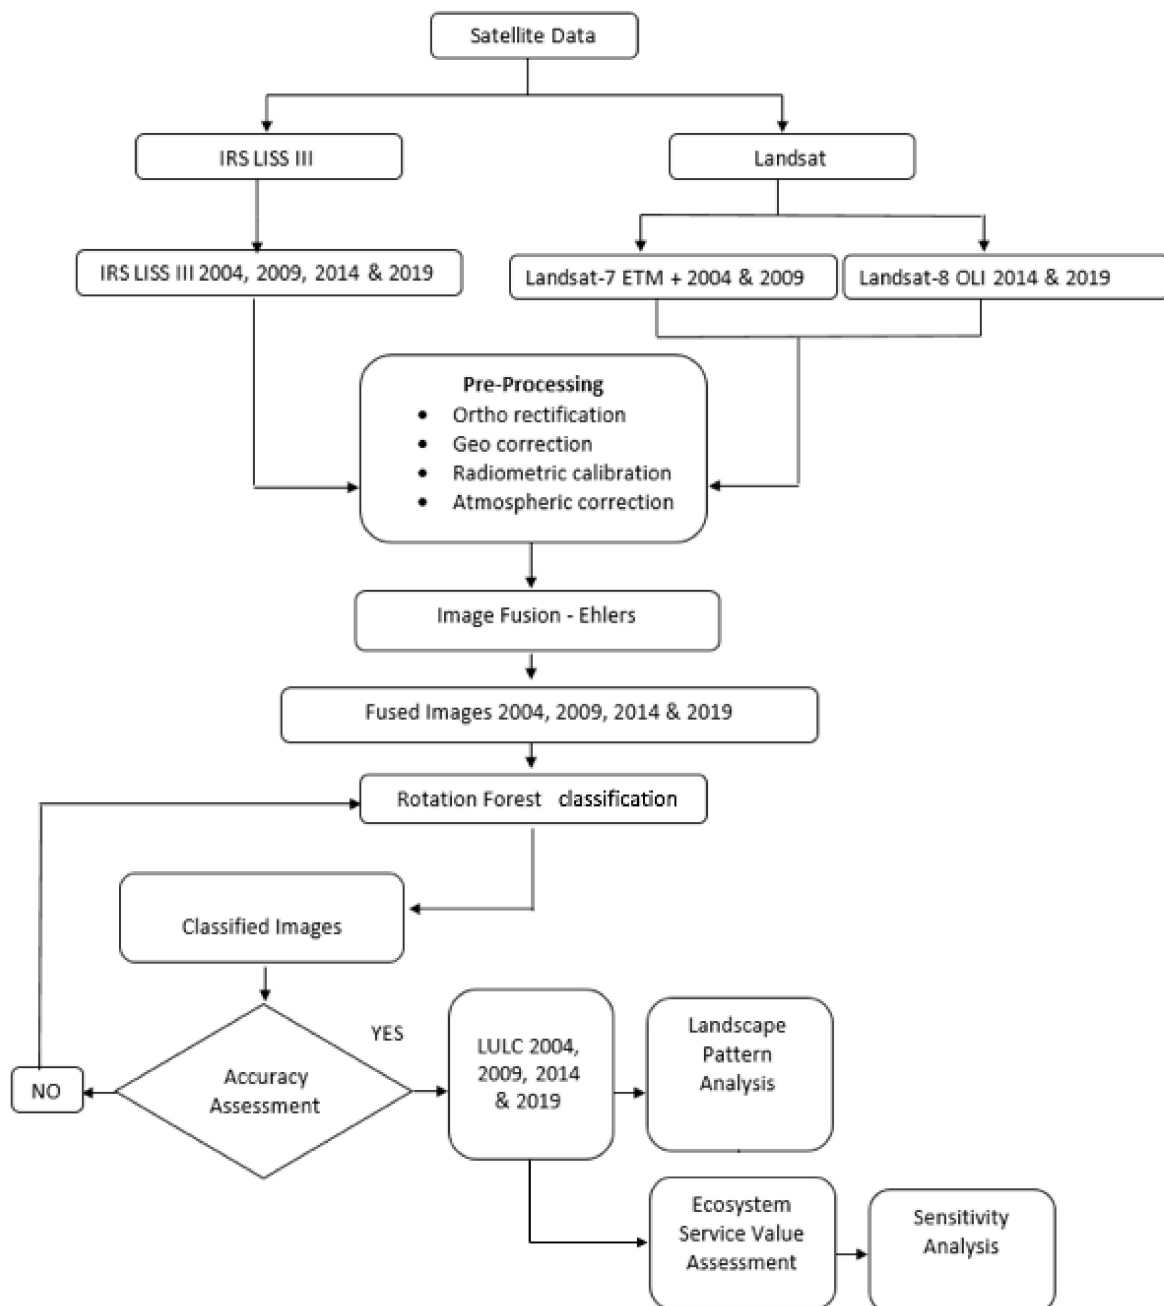 Satellite Data
IRS LISS III
Landsat
IRS LISS III 2004, 2009, 2014 & 2019
Landsat-7 ETM + 2004 & 2009
Landsat-8 OLI 2014 & 2019
Pre-Processing
• Ortho rectification
• Geo correction
• Radiometric calibration
• Atmospheric correction
Image Fusion - Ehlers
Fused Images 2004, 2009, 2014 & 2019
Rotation Forest classification
Classified Images
Accuracy
Assessment
YES
NO
LULC 2004,
2009, 2014
& 2019
Landscape
Pattern
Analysis
Ecosystem
Service Value
Assessment
Sensitivity
Analysis